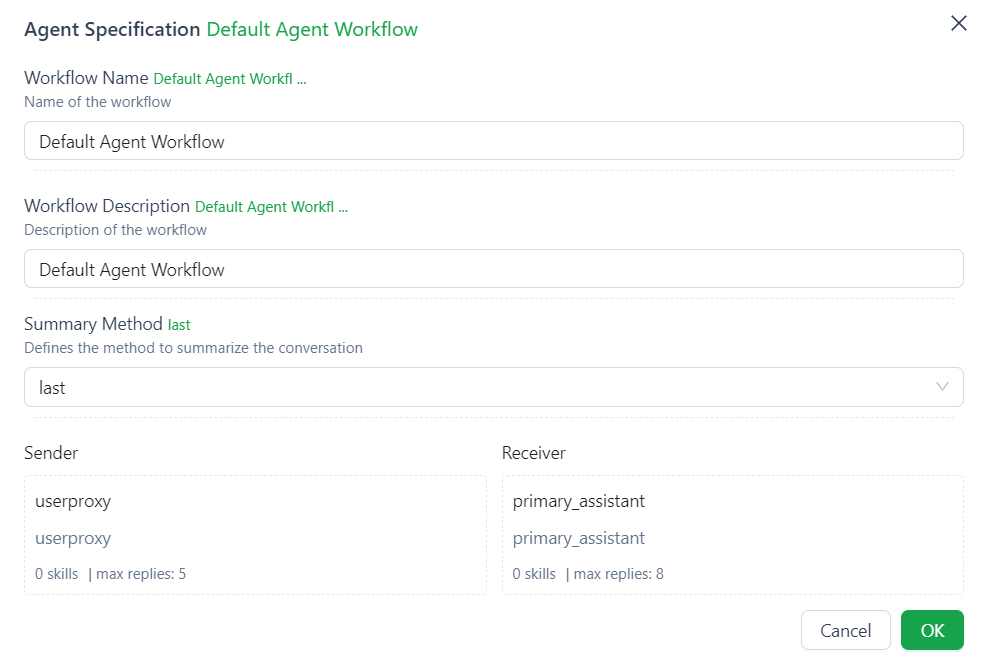 Agent Specification Default Agent Workflow
Workflow Name Default Agent Workfl ...
Name of the workflow
Default Agent Workflow
Workflow Description Default Agent Workfl ...
Description of the workflow
Default Agent Workflow
Summary Method last
Defines the method to summarize the conversation
last
Sender
userproxy
userproxy
0 skills | max replies: 5
Receiver
primary_assistant
primary_assistant
0 skills | max replies: 8
Cancel
OK